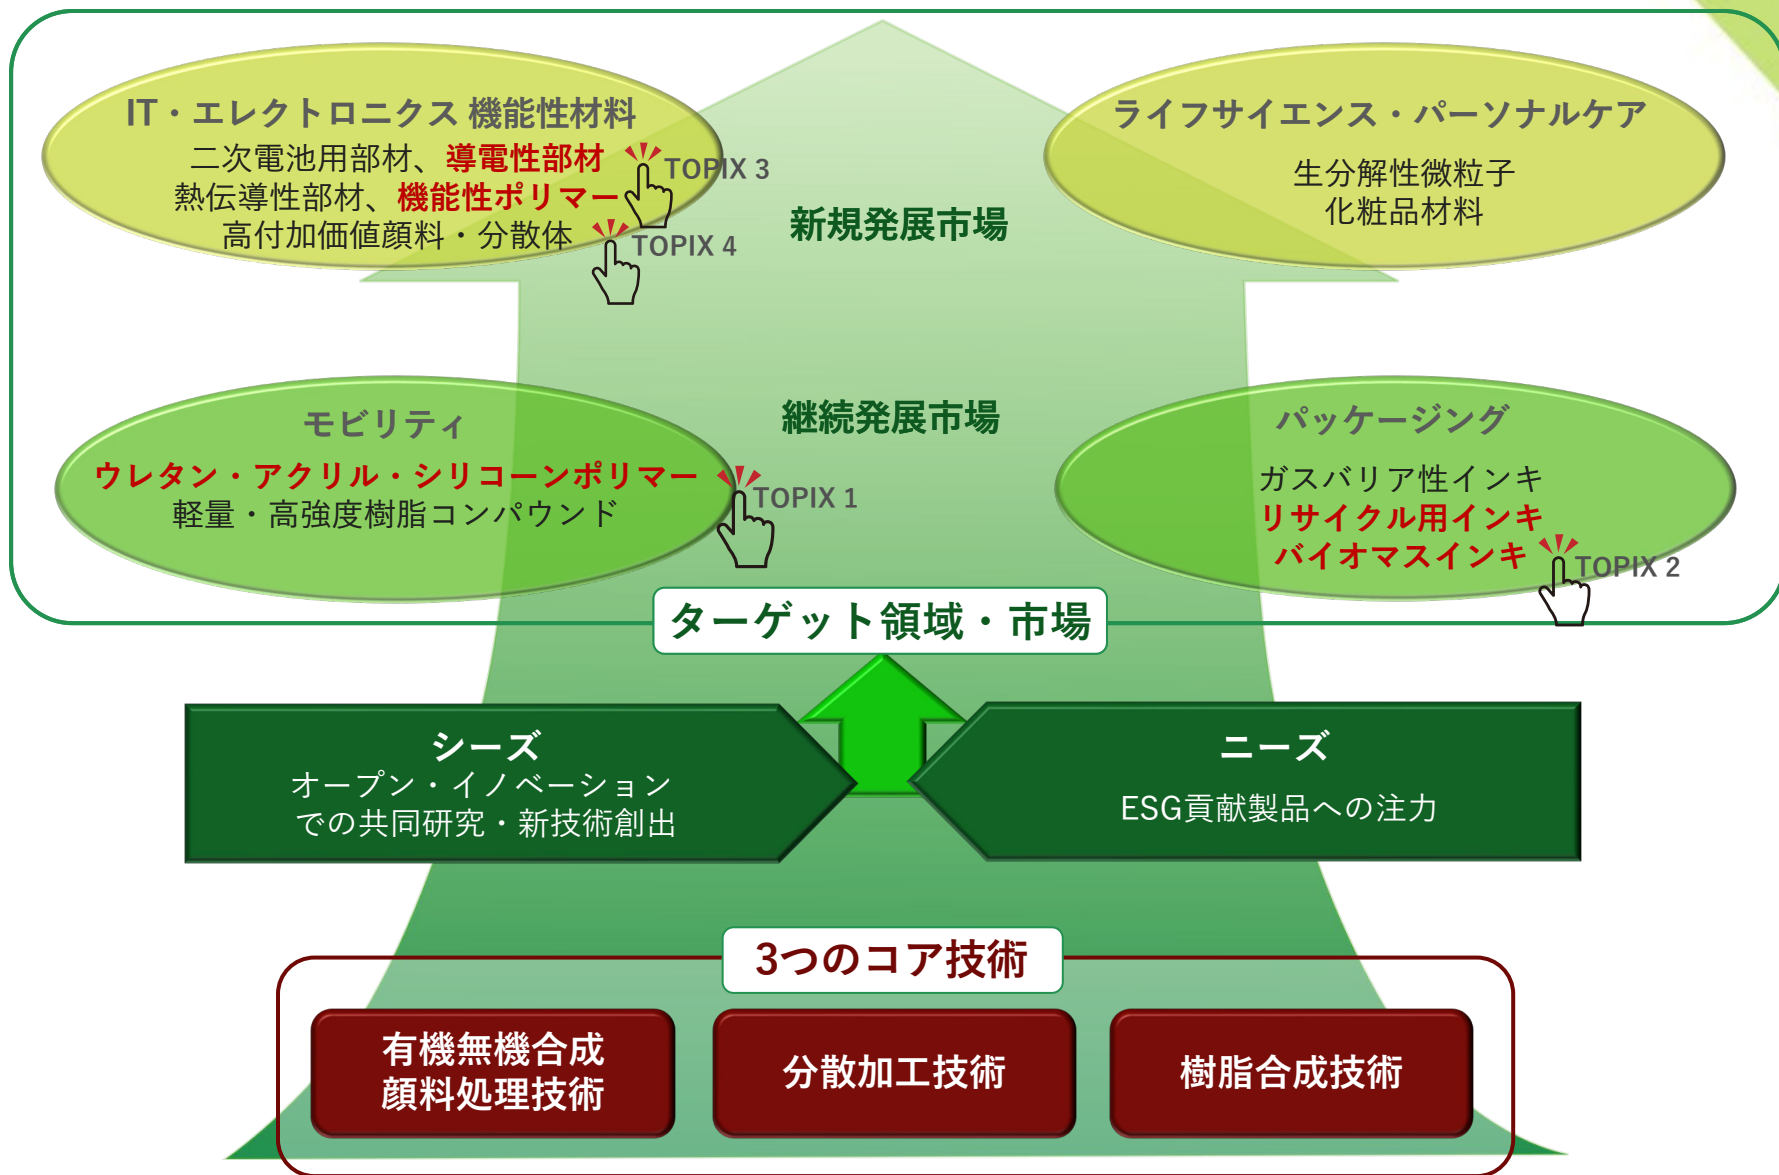 IT・エレクトロニクス 機能性材料
二次電池用部材、導電性部材
TOPIX 3
熱伝導性部材、機能性ポリマー
高付加価値顔料・分散体
TOPIX 4
ライフサイエンス・パーソナルケア
生分解性微粒子
化粧品材料
新規発展市場
継続発展市場
モビリティ
ウレタン・アクリル・シリコーンポリマー
TOPIX 1
軽量・高強度樹脂コンパウンド
パッケージング
ガスバリア性インキ
リサイクル用インキ
バイオマスインキ
TOPIX 2
ターゲット領域・市場
シーズ
オープン・イノベーション
での共同研究・新技術創出
ニーズ
ESG貢献製品への注力
3つのコア技術
有機無機合成
顔料処理技術
分散加工技術
樹脂合成技術